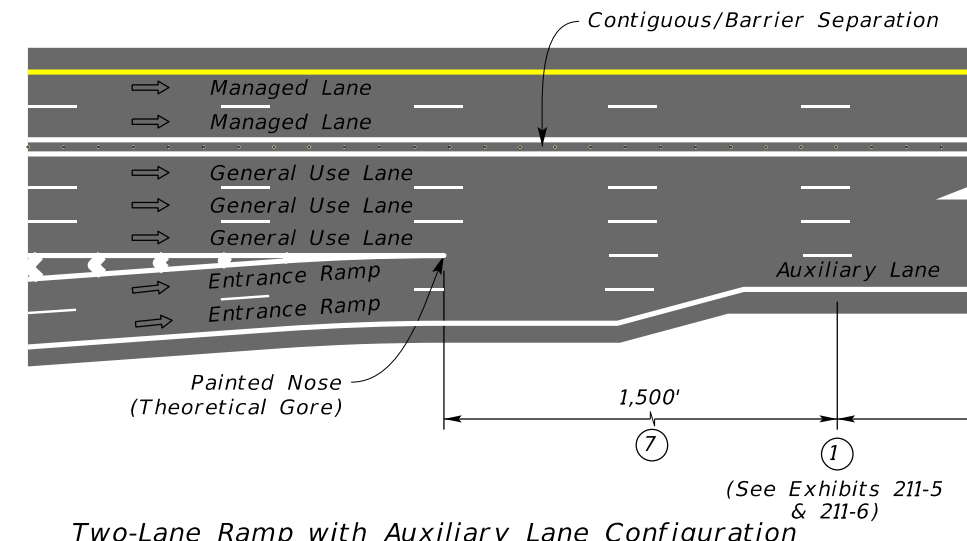 Contiguous/Barrier Separation
Managed Lane
Managed Lane
General Use Lane
General Use Lane
General Use Lane
Entrance Ramp
Entrance Ramp
Auxiliary Lane
Painted Nose
(Theoretical Gore)
1,500'
7
1
(See Exhibits 211-5
& 211-6)
Two-Lane Ramp with Auxiliary Lane Configuration